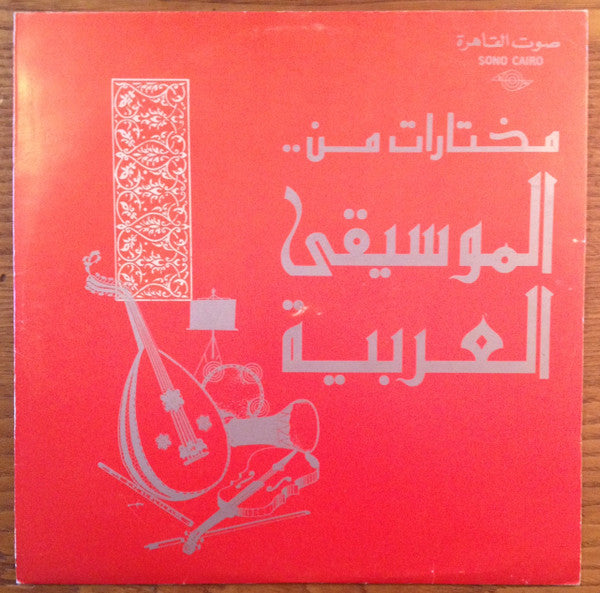 صوت القاهرة
SONO CAIRO
مختارات من ..
الموسيقى
العربية